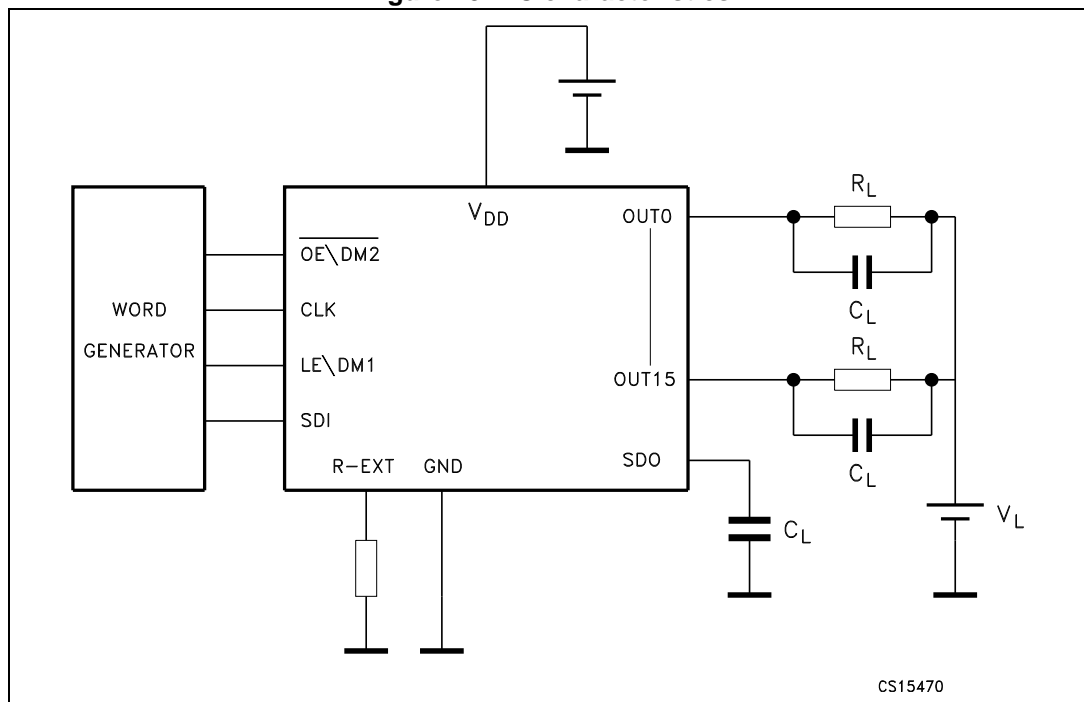 V_DD
OUT0
R_L
OE\DM2
C_L
WORD
GENERATOR
CLK
R_L
LE\DM1
OUT15
SDI
C_L
R-EXT
GND
SDO
C_L
V_L
CS15470